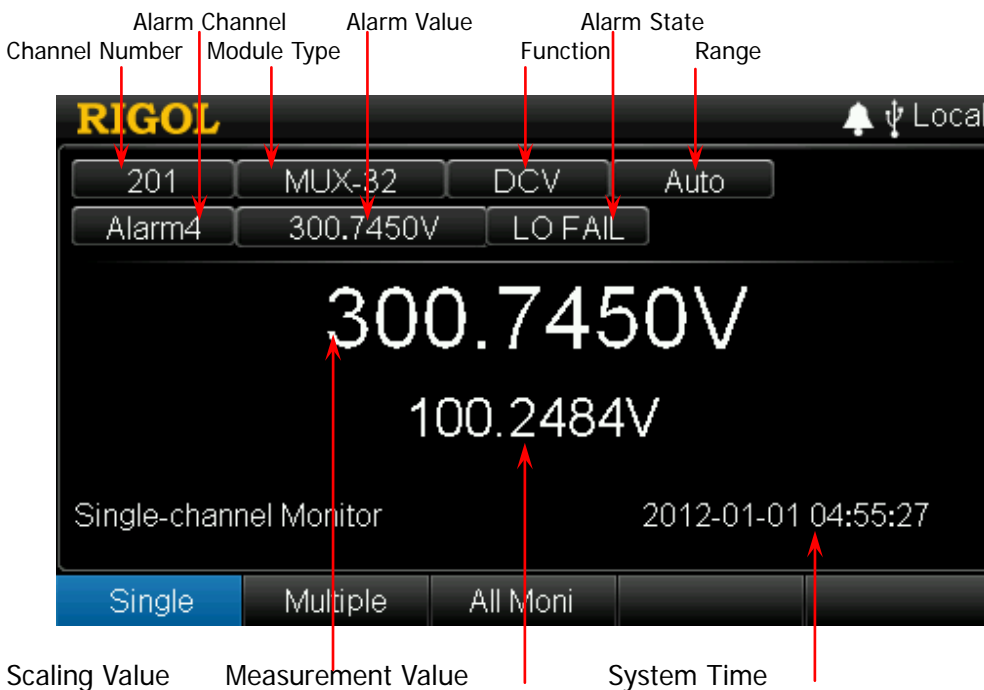 Alarm Channel Alarm Value Alarm State
Channel Number Module Type Function Range
RIGOL Local
201 MUX-32 DCV Auto
Alarm4 300.7450V LO FAIL
300.7450V
100.2484V
Single-channel Monitor 2012-01-01 04:55:27
Single Multiple All Moni
Scaling Value Measurement Value System Time